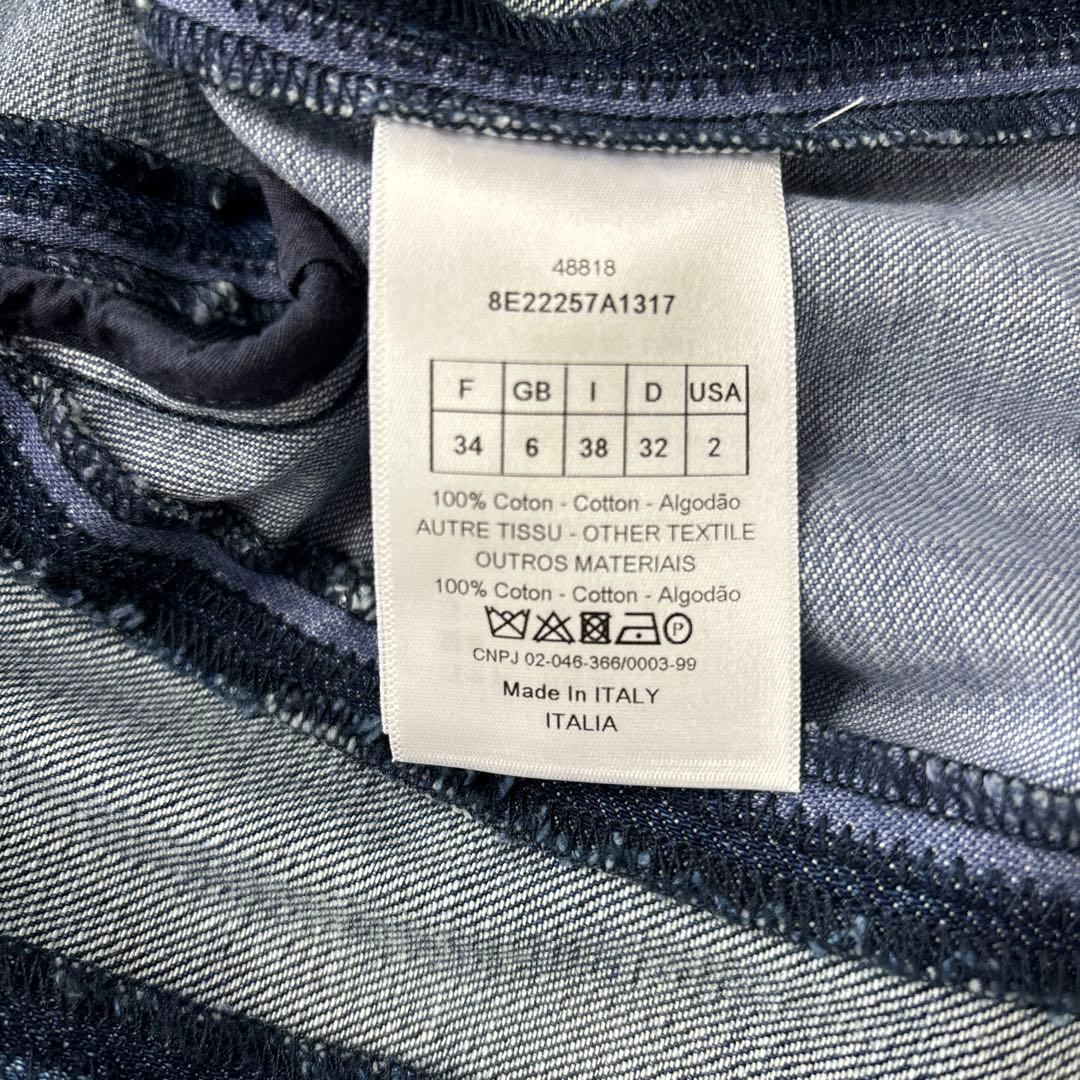 48818
8E22257A1317
F GB I D USA
34 6 38 32 2
100% Coton - Cotton - Algodão
AUTRE TISSU - OTHER TEXTILE
OUTROS MATERIAIS
100% Coton - Cotton - Algodão
P
CNPJ 02-046-366/0003-99
Made In ITALY
ITALIA